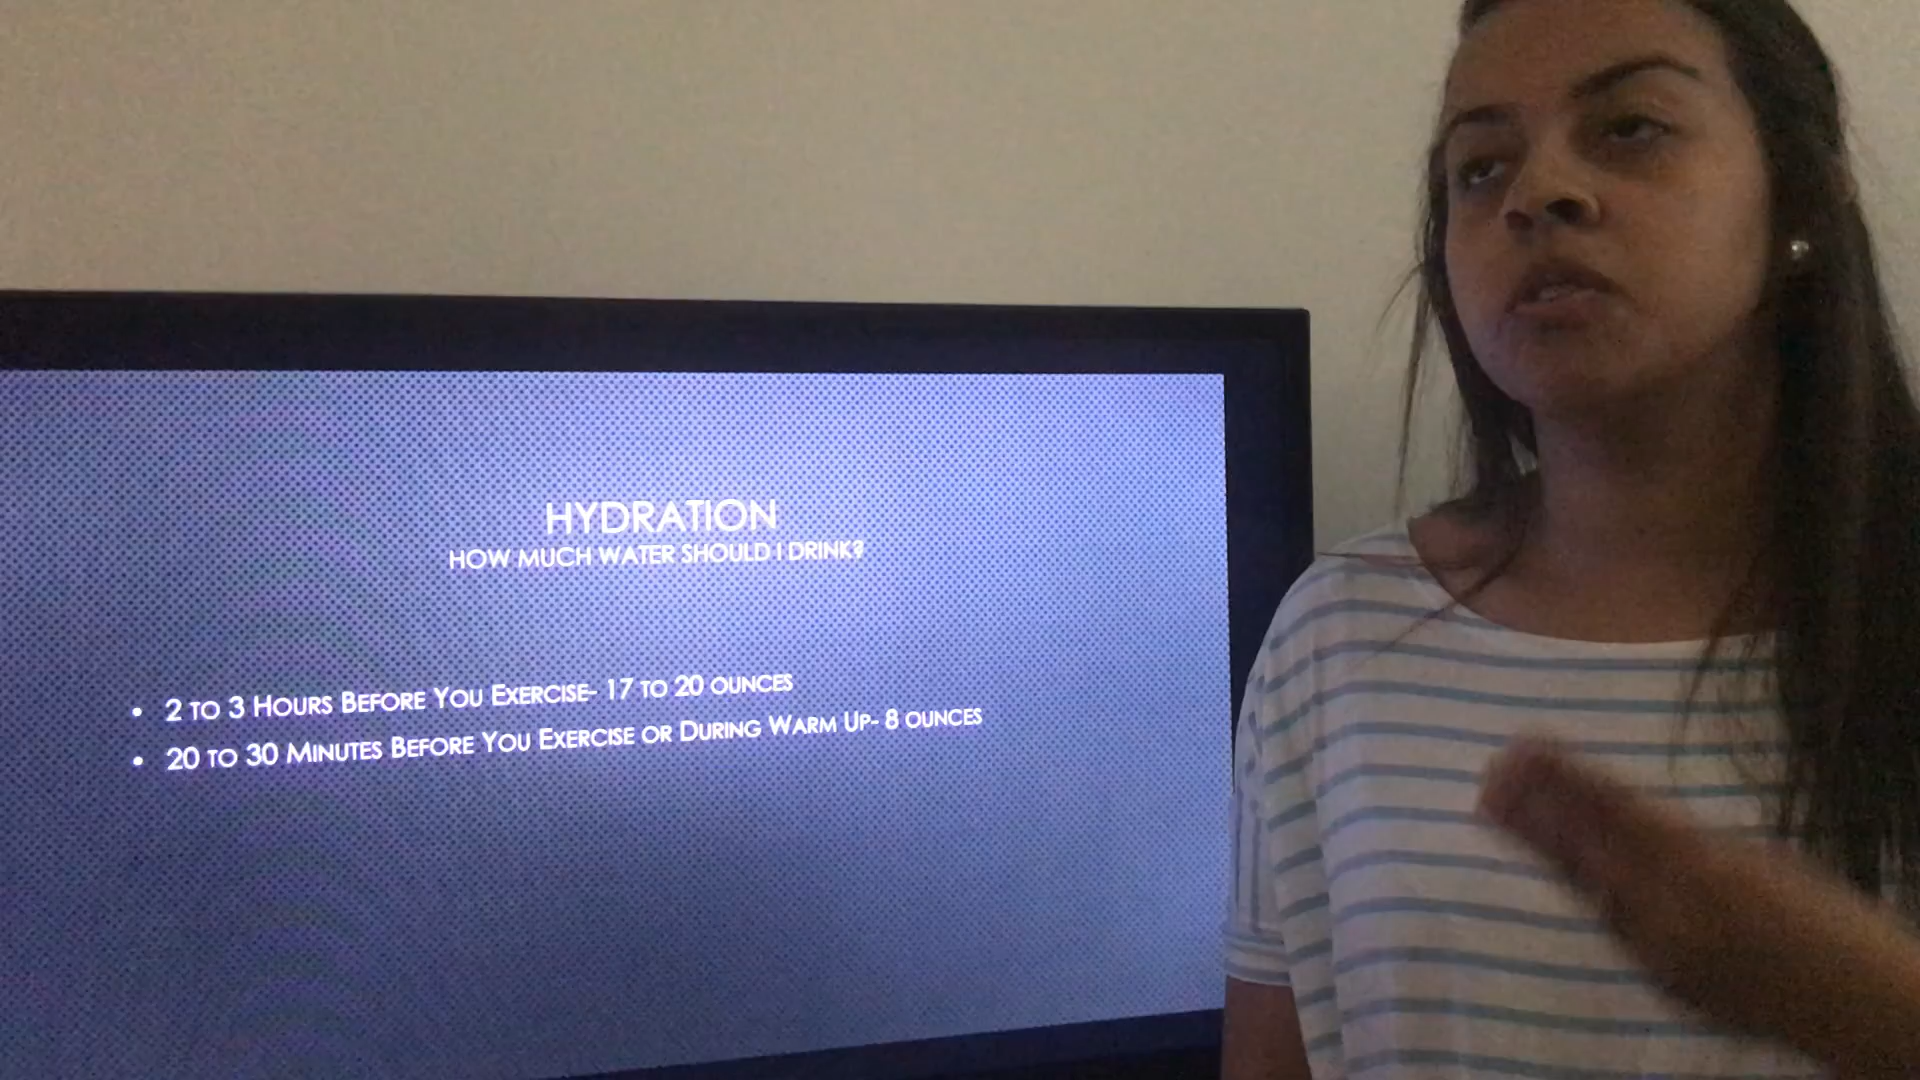 HYDRATION
HOW MUCH WATER SHOULD I DRINK?
• 2 TO 3 HOURS BEFORE YOU EXERCISE- 17 TO 20 OUNCES
• 20 TO 30 MINUTES BEFORE YOU EXERCISE OR DURING WARM UP- 8 OUNCES